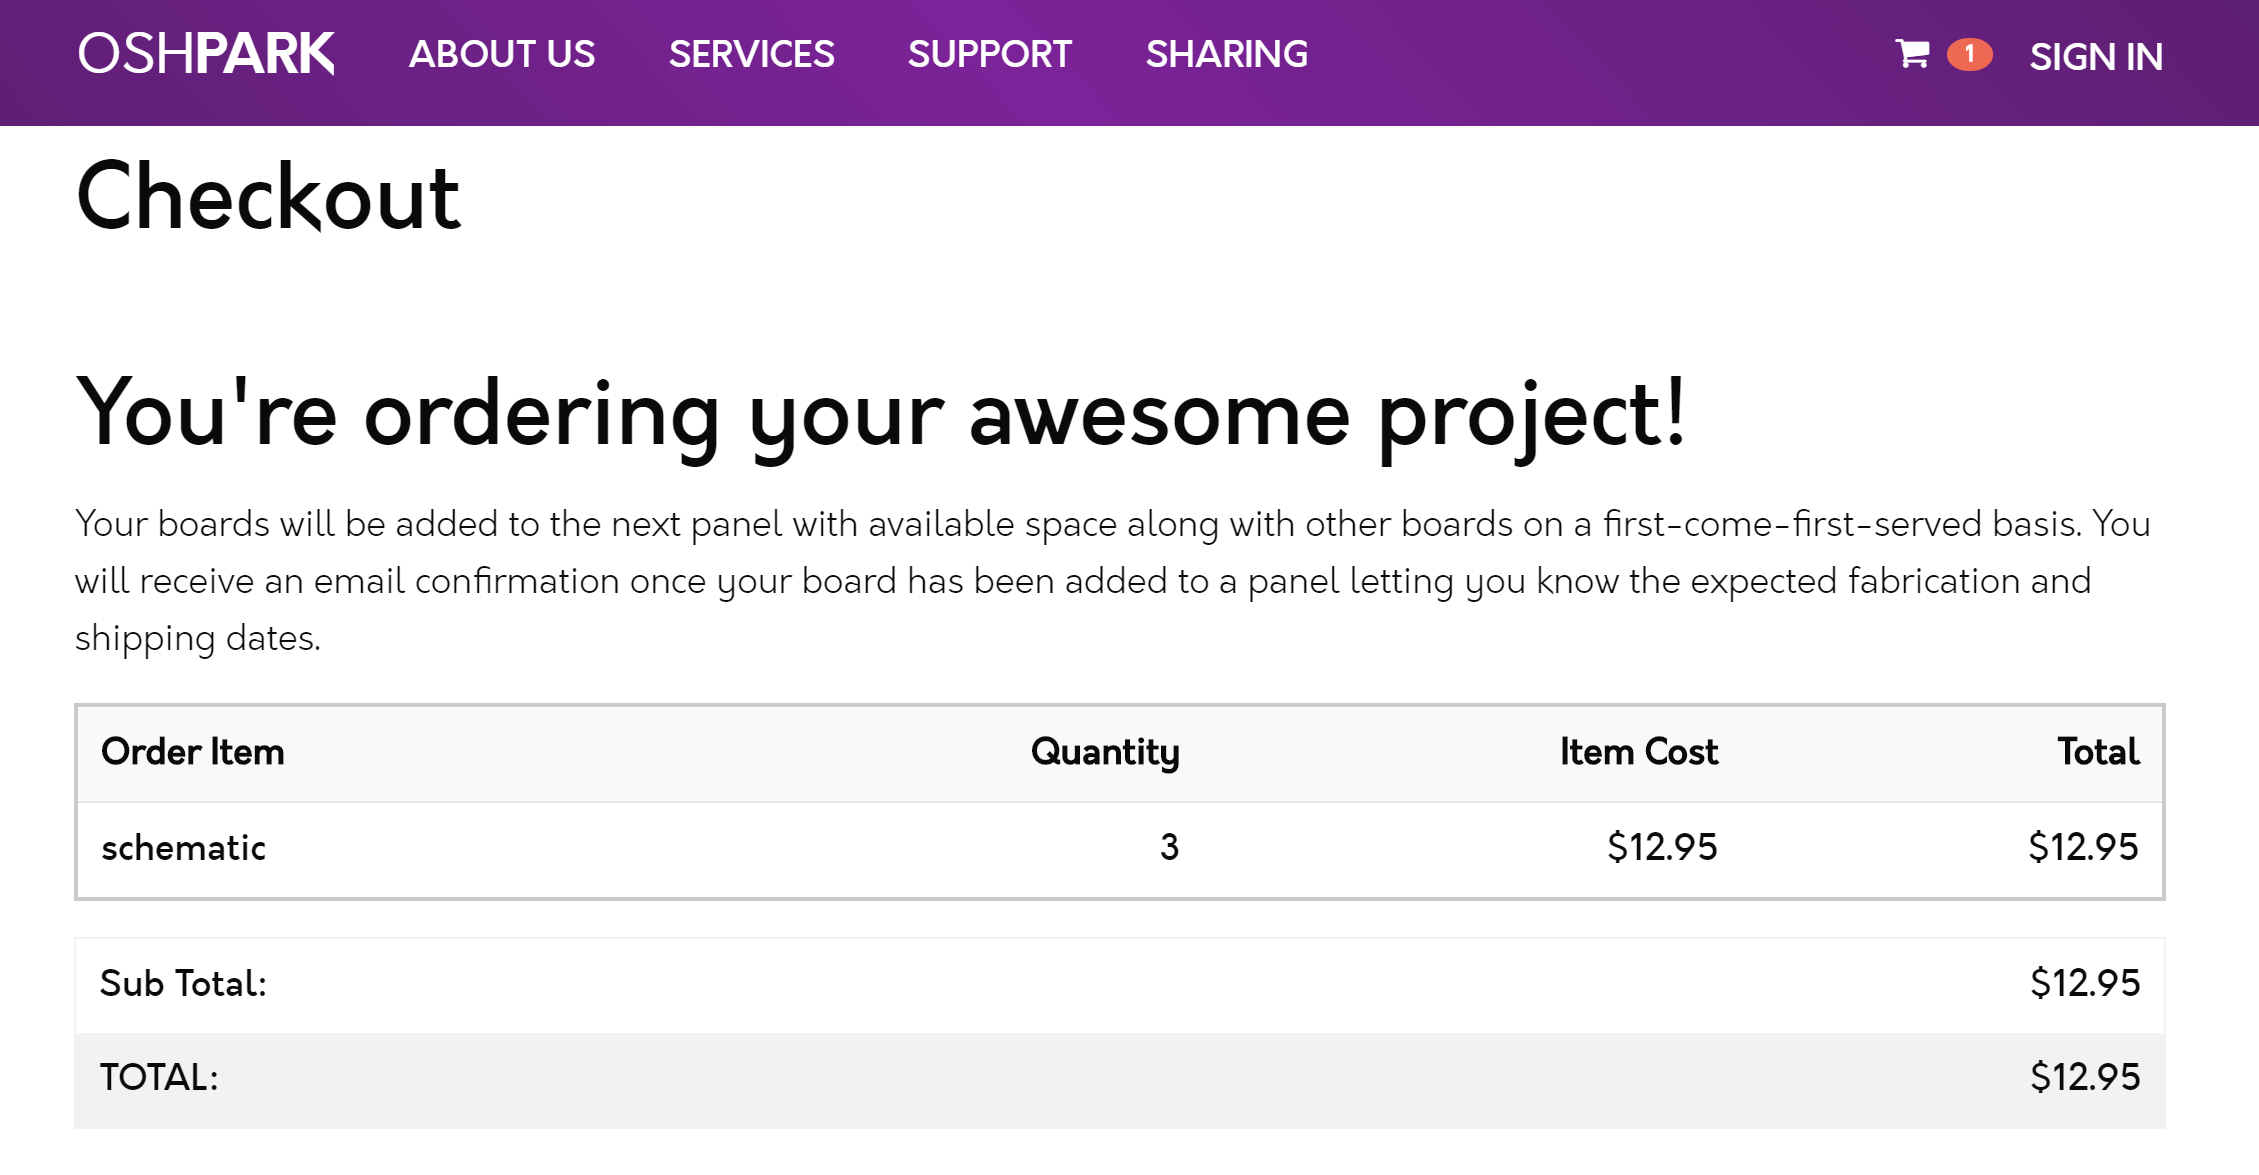 OSHPARK ABOUT US SERVICES SUPPORT SHARING 1 SIGN IN
Checkout
You're ordering your awesome project!
Your boards will be added to the next panel with available space along with other boards on a first-come-first-served basis. You
will receive an email confirmation once your board has been added to a panel letting you know the expected fabrication and
shipping dates.
Order Item Quantity Item Cost Total
schematic 3 $12.95 $12.95
Sub Total: $12.95
TOTAL: $12.95